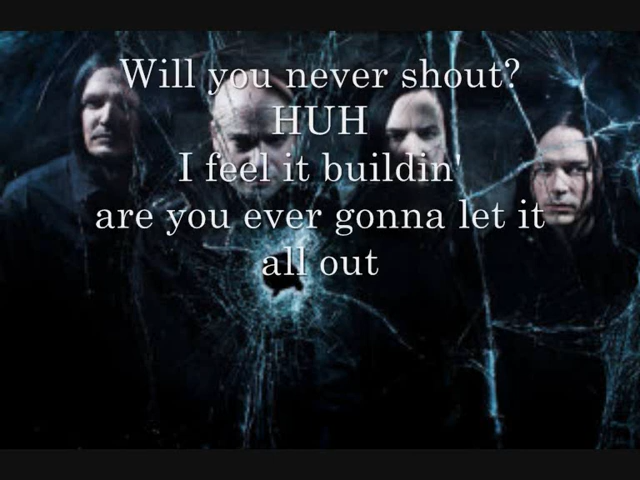 Will you never shout?
HUH
I feel it buildin'
are you ever gonna let it
all out